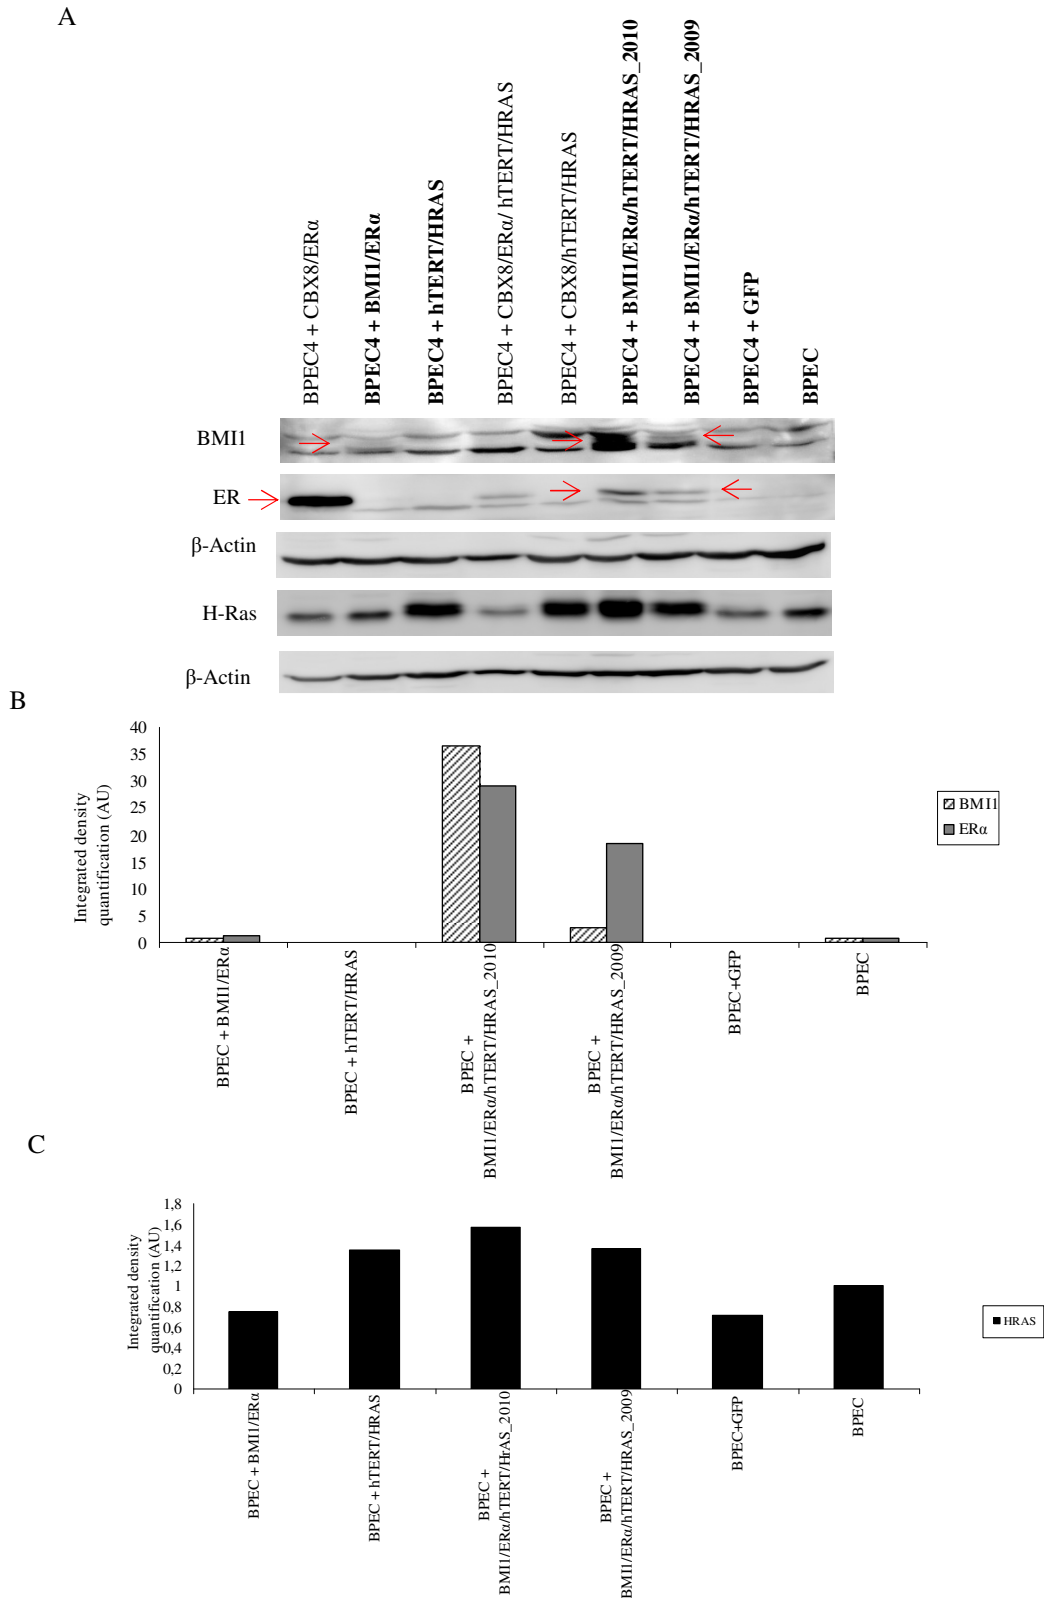 A
BPEC4 + CBX8/ERα
BPEC4 + BMI1/ERα
BPEC4 + hTERT/HRAS
BPEC4 + CBX8/ERα/ hTERT/HRAS
BPEC4 + CBX8/hTERT/HRAS
BPEC4 + BMI1/ERα/hTERT/HRAS_2010
BPEC4 + BMI1/ERα/hTERT/HRAS_2009
BPEC4 + GFP
BPEC
BMI1
ER
β-Actin
H-Ras
β-Actin
B
Integrated density
quantification (AU)
40
35
30
25
20
15
10
5
0
BMI1
ERα
BPEC + BMI1/ERα
BPEC + hTERT/HRAS
BPEC +
BMI1/ERα/hTERT/HRAS_2010
BPEC +
BMI1/ERα/hTERT/HRAS_2009
BPEC+GFP
BPEC
C
Integrated density
quantification (AU)
1,8
1,6
1,4
1,2
1
0,8
0,6
0,4
0,2
0
HRAS
BPEC + BMI1/ERα
BPEC + hTERT/HRAS
BPEC +
BMI1/ERα/hTERT/HrAS_2010
BPEC +
BMI1/ERα/hTERT/HRAS_2009
BPEC+GFP
BPEC